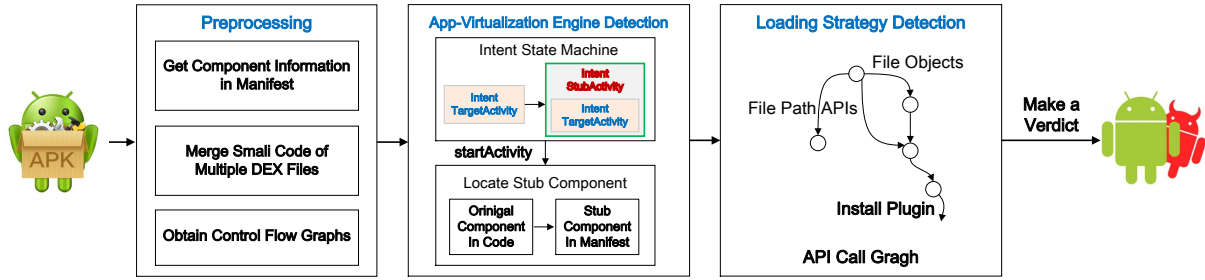 APK
Preprocessing
Get Component Information
in Manifest
Merge Smali Code of
Multiple DEX Files
Obtain Control Flow Graphs
App-Virtualization Engine Detection
Intent State Machine
Intent
TargetActivity
Intent
StubActivity
Intent
TargetActivity
startActivity
Locate Stub Component
Orinigal
Component
In Code
Stub
Component
In Manifest
Loading Strategy Detection
File Objects
File Path APIs
Install Plugin
API Call Gragh
Make a
Verdict